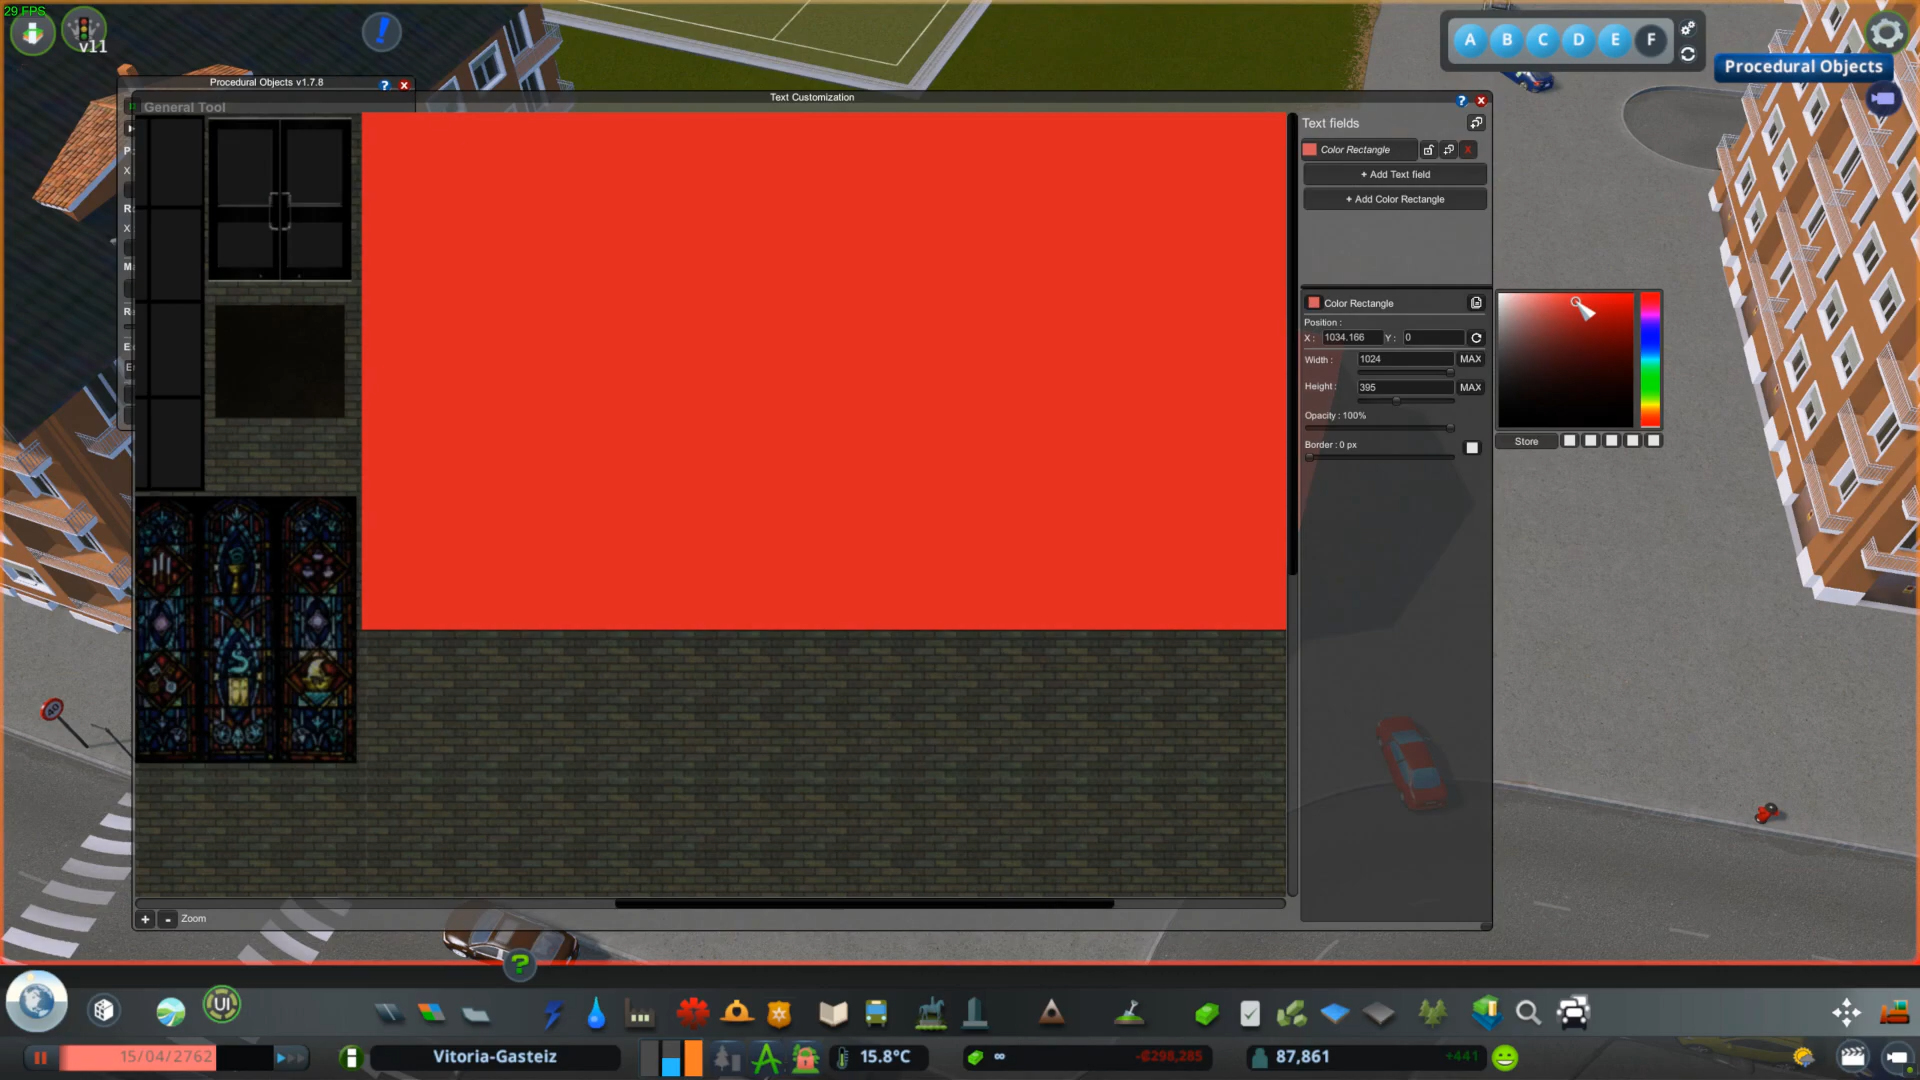 29 FPS
v11
A B C D E F
Procedural Objects
Procedural Objects v1.7.8
General Tool
Text Customization
Text fields
Color Rectangle
+ Add Text field
+ Add Color Rectangle
Color Rectangle
Position :
X : 1034.166 Y : 0
Width : 1024 MAX
Height : 395 MAX
Opacity : 100%
Border : 0 px
Store
+ - Zoom
40
UI
15/04/2762
Vitoria-Gasteiz
15.8°C
∞
-₡298,285
87,861
+441